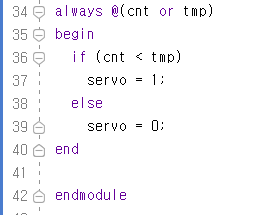 34 always @(cnt or tmp)
35 begin
36 if (cnt < tmp)
37 servo = 1;
38 else
39 servo = 0;
40 end
41
42 endmodule